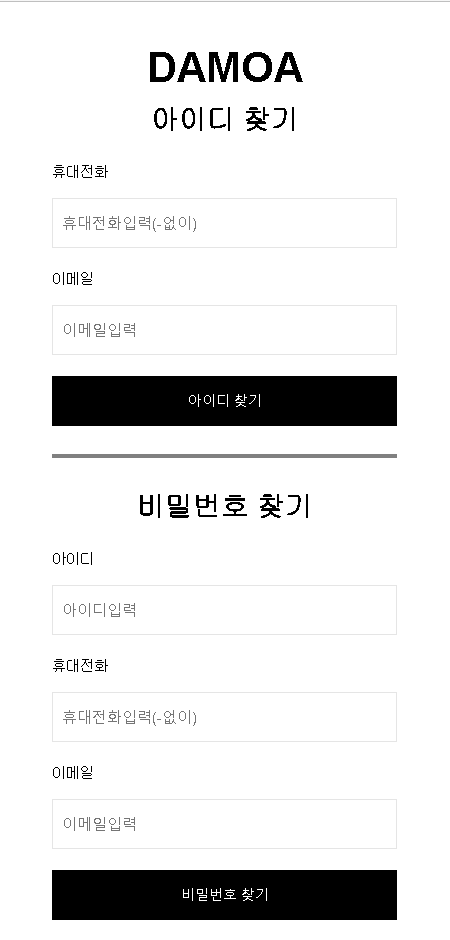 DAMOA
아이디 찾기
휴대전화
휴대전화입력(-없이)
이메일
이메일입력
아이디 찾기
비밀번호 찾기
아이디
아이디입력
휴대전화
휴대전화입력(-없이)
이메일
이메일입력
비밀번호 찾기